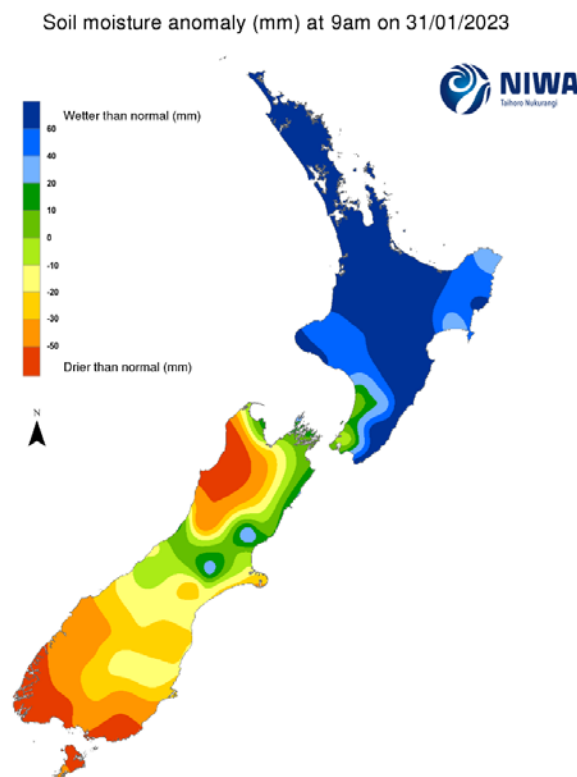 Soil moisture anomaly (mm) at 9am on 31/01/2023
NIWA
Taihoro Nukurangi
Wetter than normal (mm)
60
40
20
10
0
-10
-20
-30
-50
Drier than normal (mm)
N